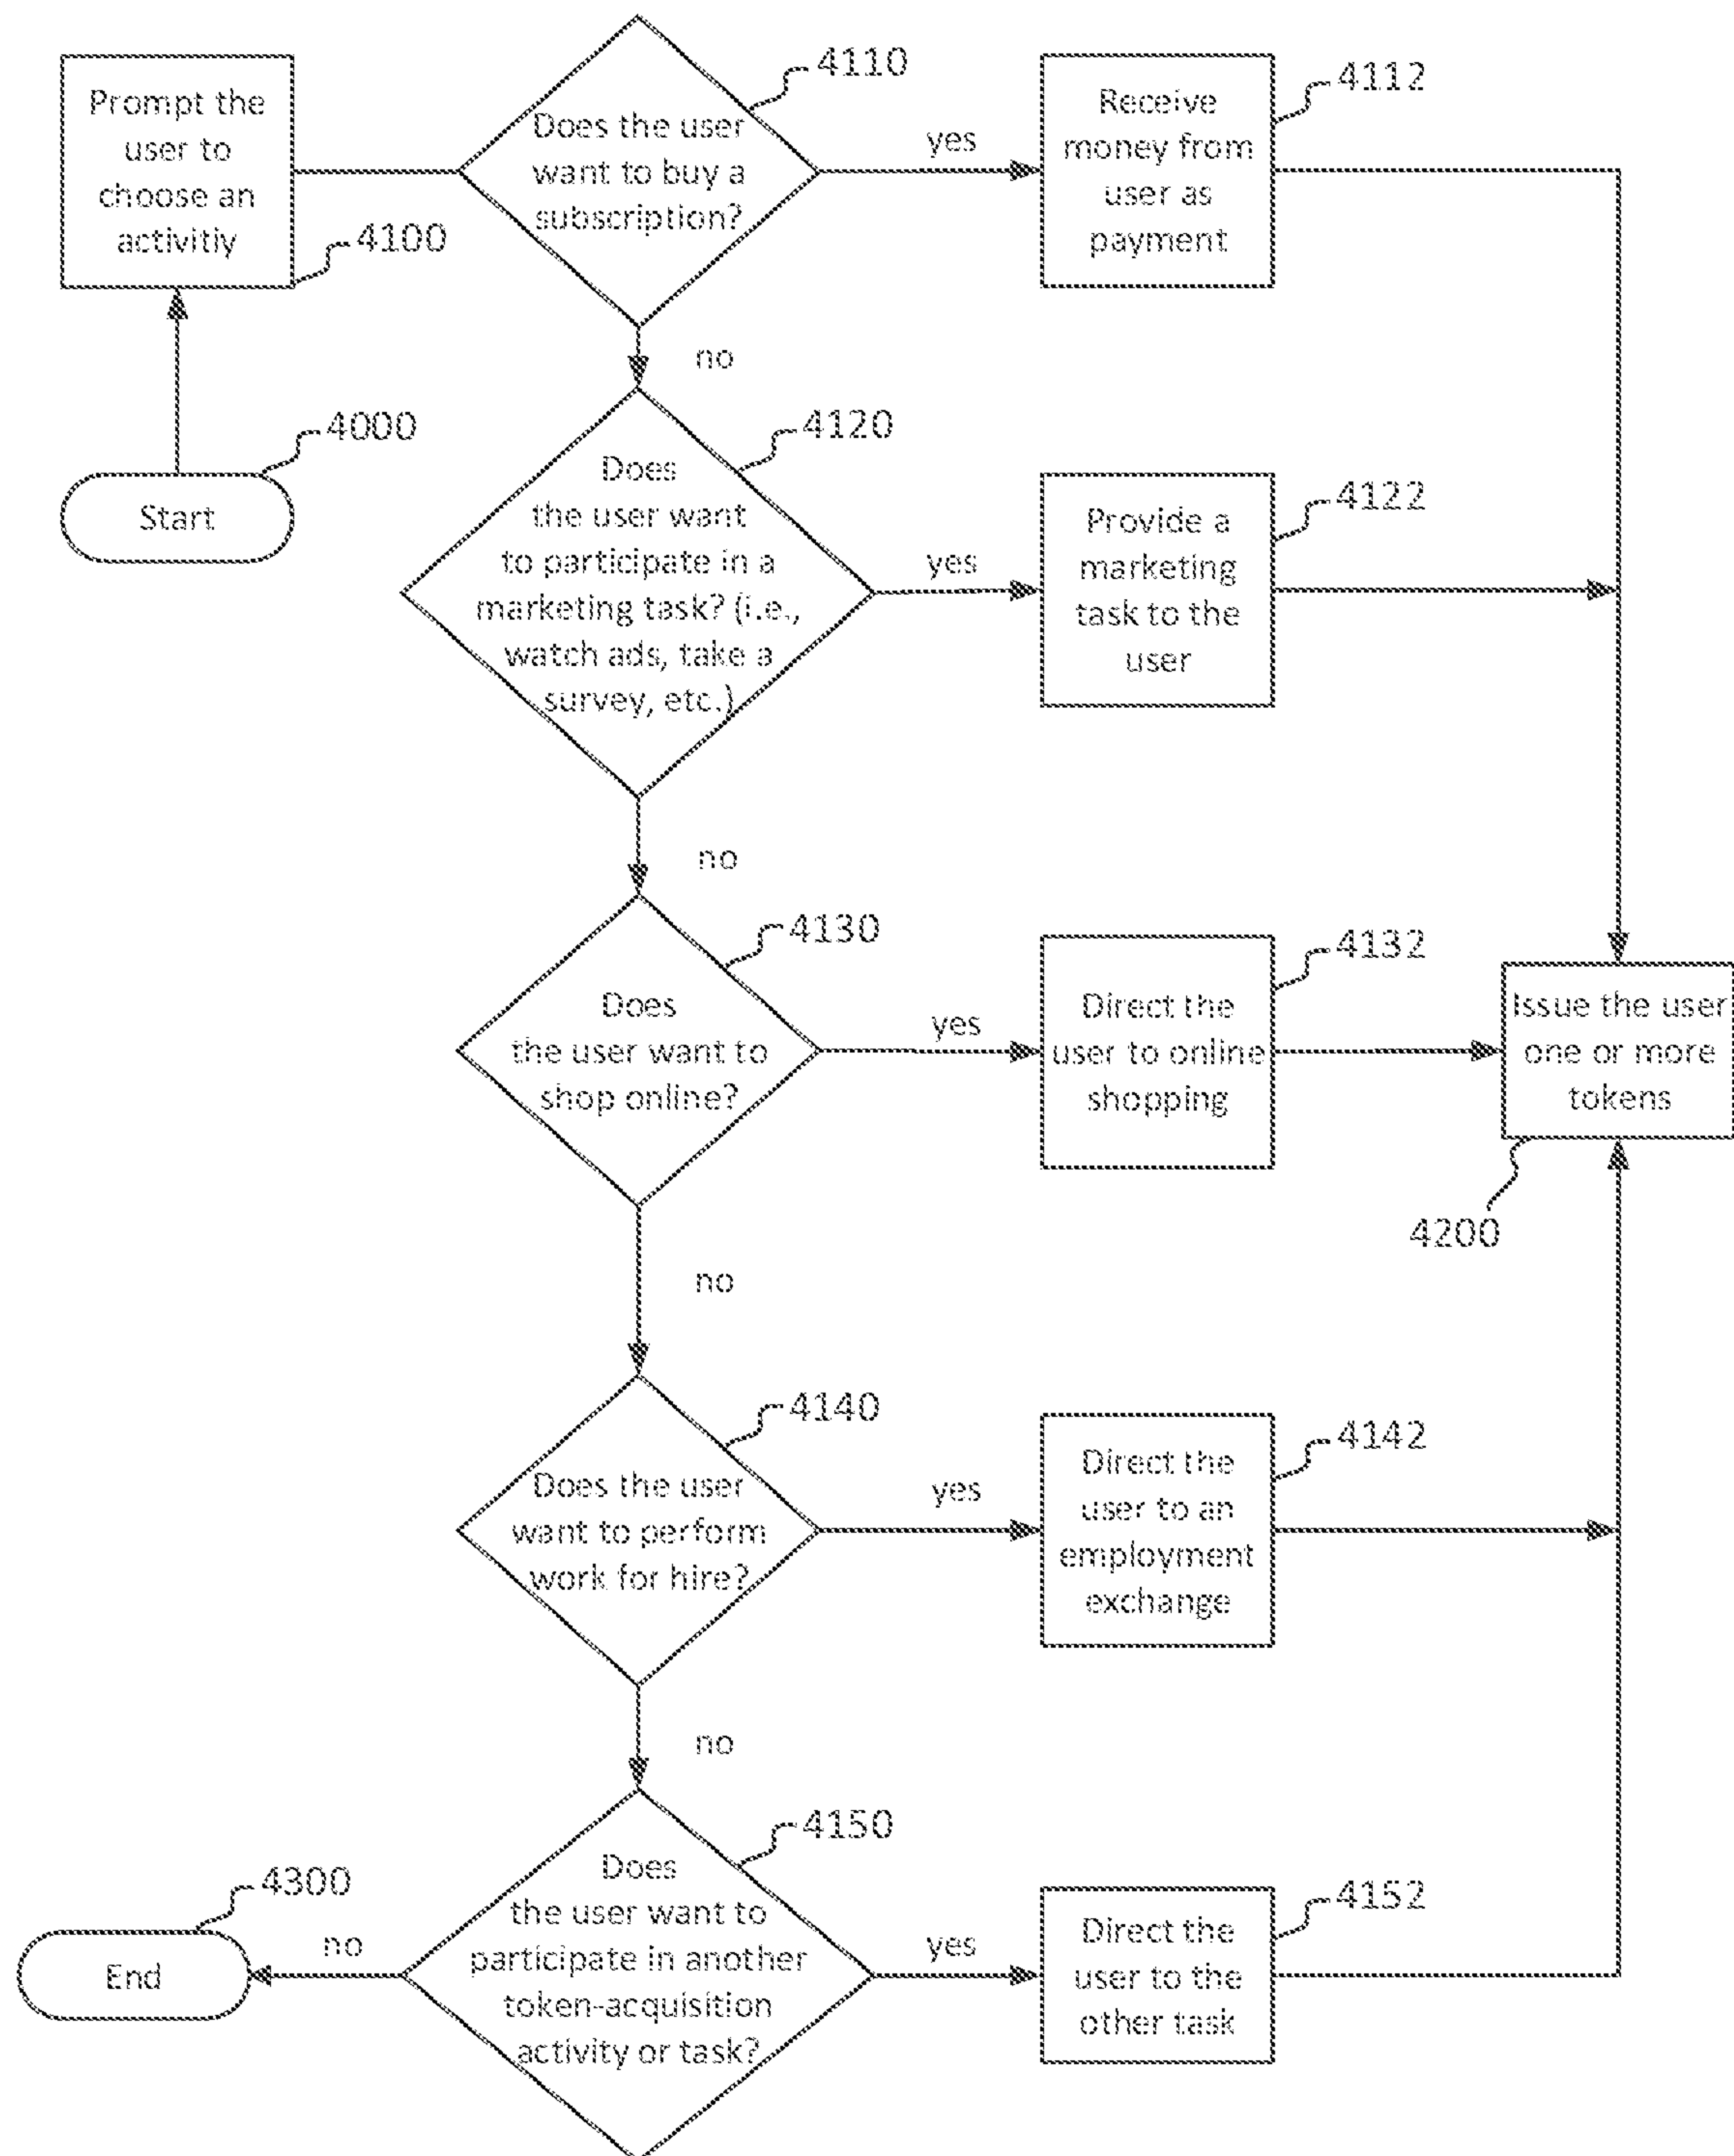 Prompt the
user to
choose an
activitiy
4100
Start
4000
Does the user
want to buy a
subscription?
4110
yes
Receive
money from
user as
payment
4112
no
Does
the user want
to participate in a
marketing task? (i.e.,
watch ads, take a
survey, etc.)
4120
yes
Provide a
marketing
task to the
user
4122
no
Does
the user want to
shop online?
4130
yes
Direct the
user to online
shopping
4132
Issue the user
one or more
tokens
4200
no
Does the user
want to perform
work for hire?
4140
yes
Direct the
user to an
employment
exchange
4142
no
Does
the user want to
participate in another
token-acquisition
activity or task?
4150
yes
Direct the
user to the
other task
4152
no
End
4300